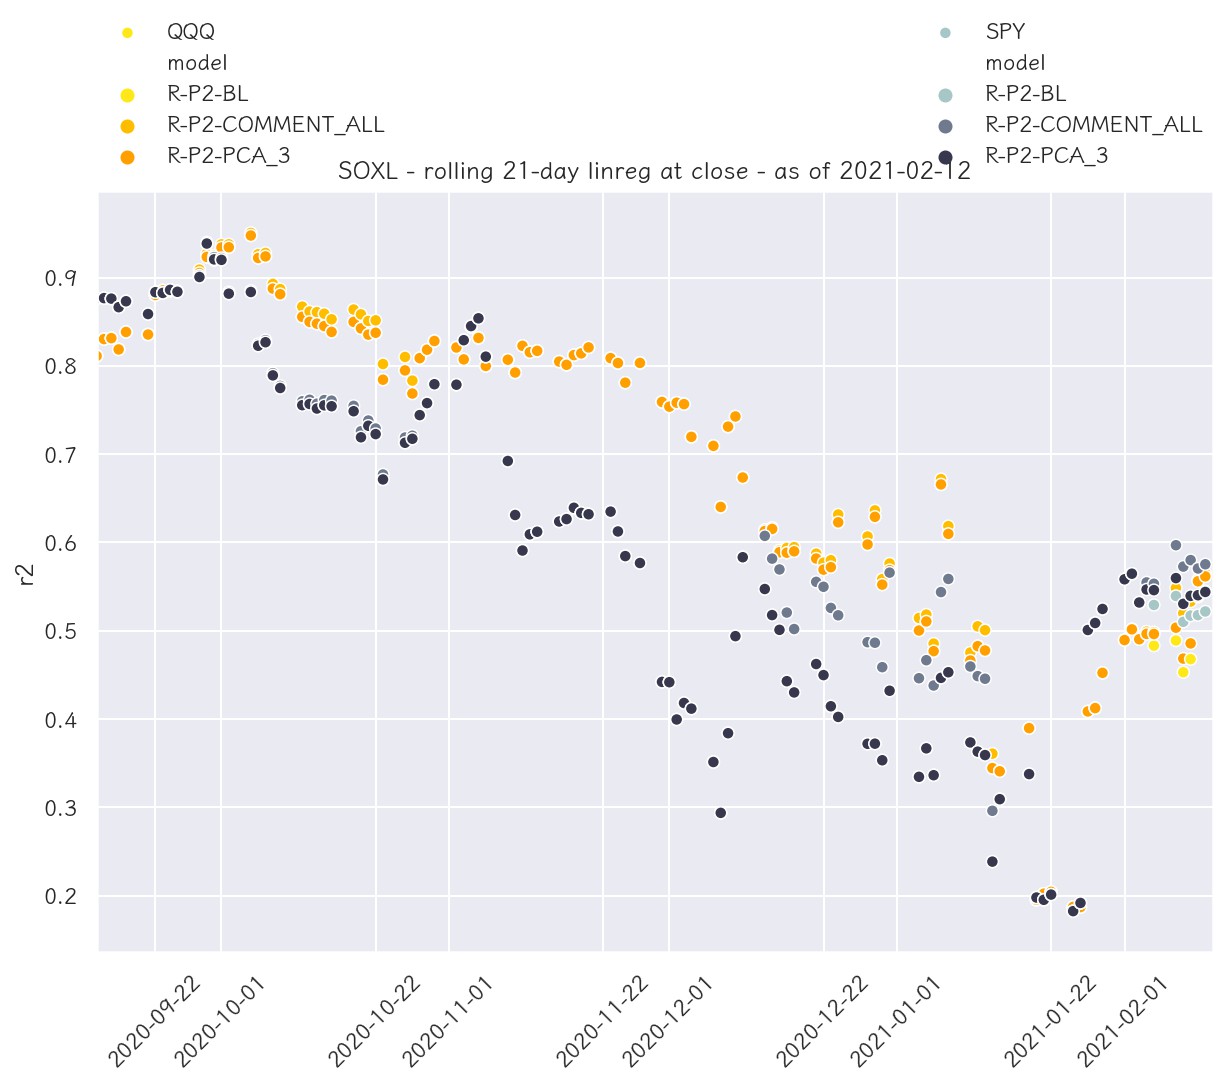 QQQ
model
R-P2-BL
R-P2-COMMENT_ALL
R-P2-PCA_3
SPY
model
R-P2-BL
R-P2-COMMENT_ALL
R-P2-PCA_3
SOXL - rolling 21-day linreg at close - as of 2021-02-12
r2
0.9
0.8
0.7
0.6
0.5
0.4
0.3
0.2
2020-09-22
2020-10-01
2020-10-22
2020-11-01
2020-11-22
2020-12-01
2020-12-22
2021-01-01
2021-01-22
2021-02-01